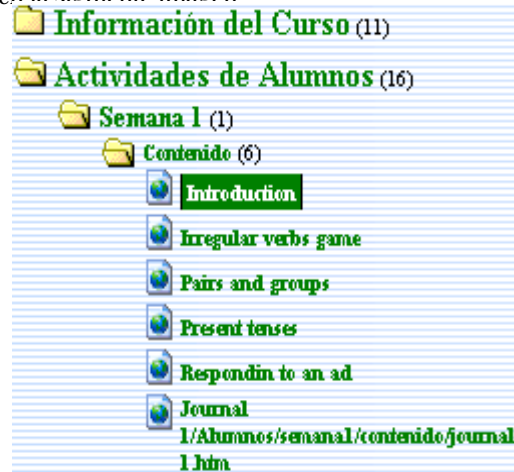 Información del Curso (11)
Actividades de Alumnos (16)
Semana 1 (1)
Contenido (6)
Introduction
Irregular verbs game
Pairs and groups
Present tenses
Respondin to an ad
Journal
1/Alumnos/semana1/contenido/journal
1.htm